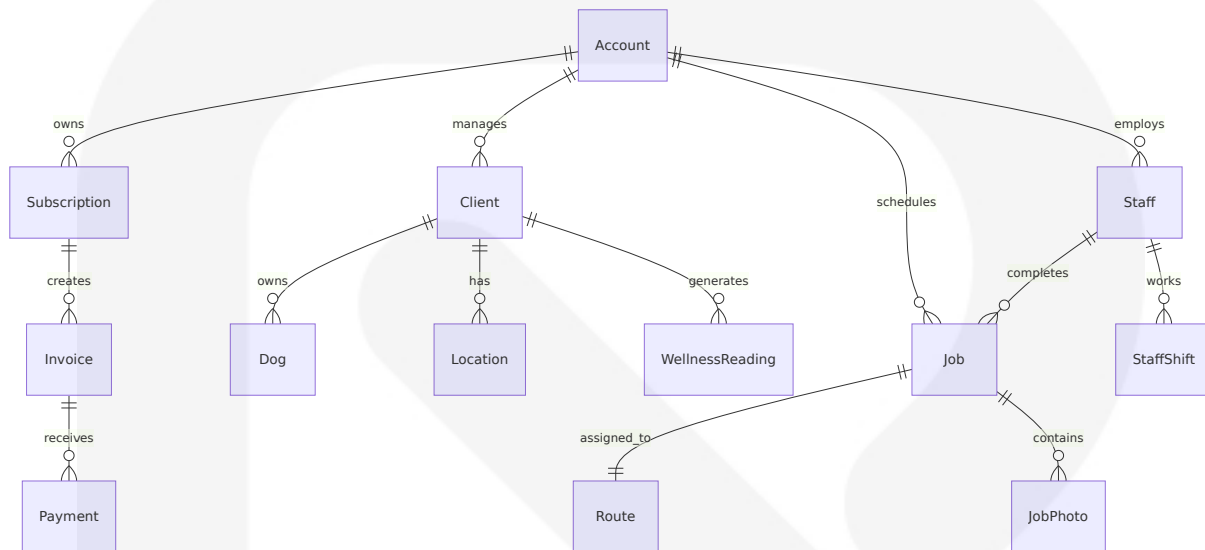 Account
owns
manages
employs
Subscription
Client
schedules
Staff
creates
owns
has
generates
completes
works
Invoice
Dog
Location
WellnessReading
Job
StaffShift
receives
assigned_to
contains
Payment
Route
JobPhoto